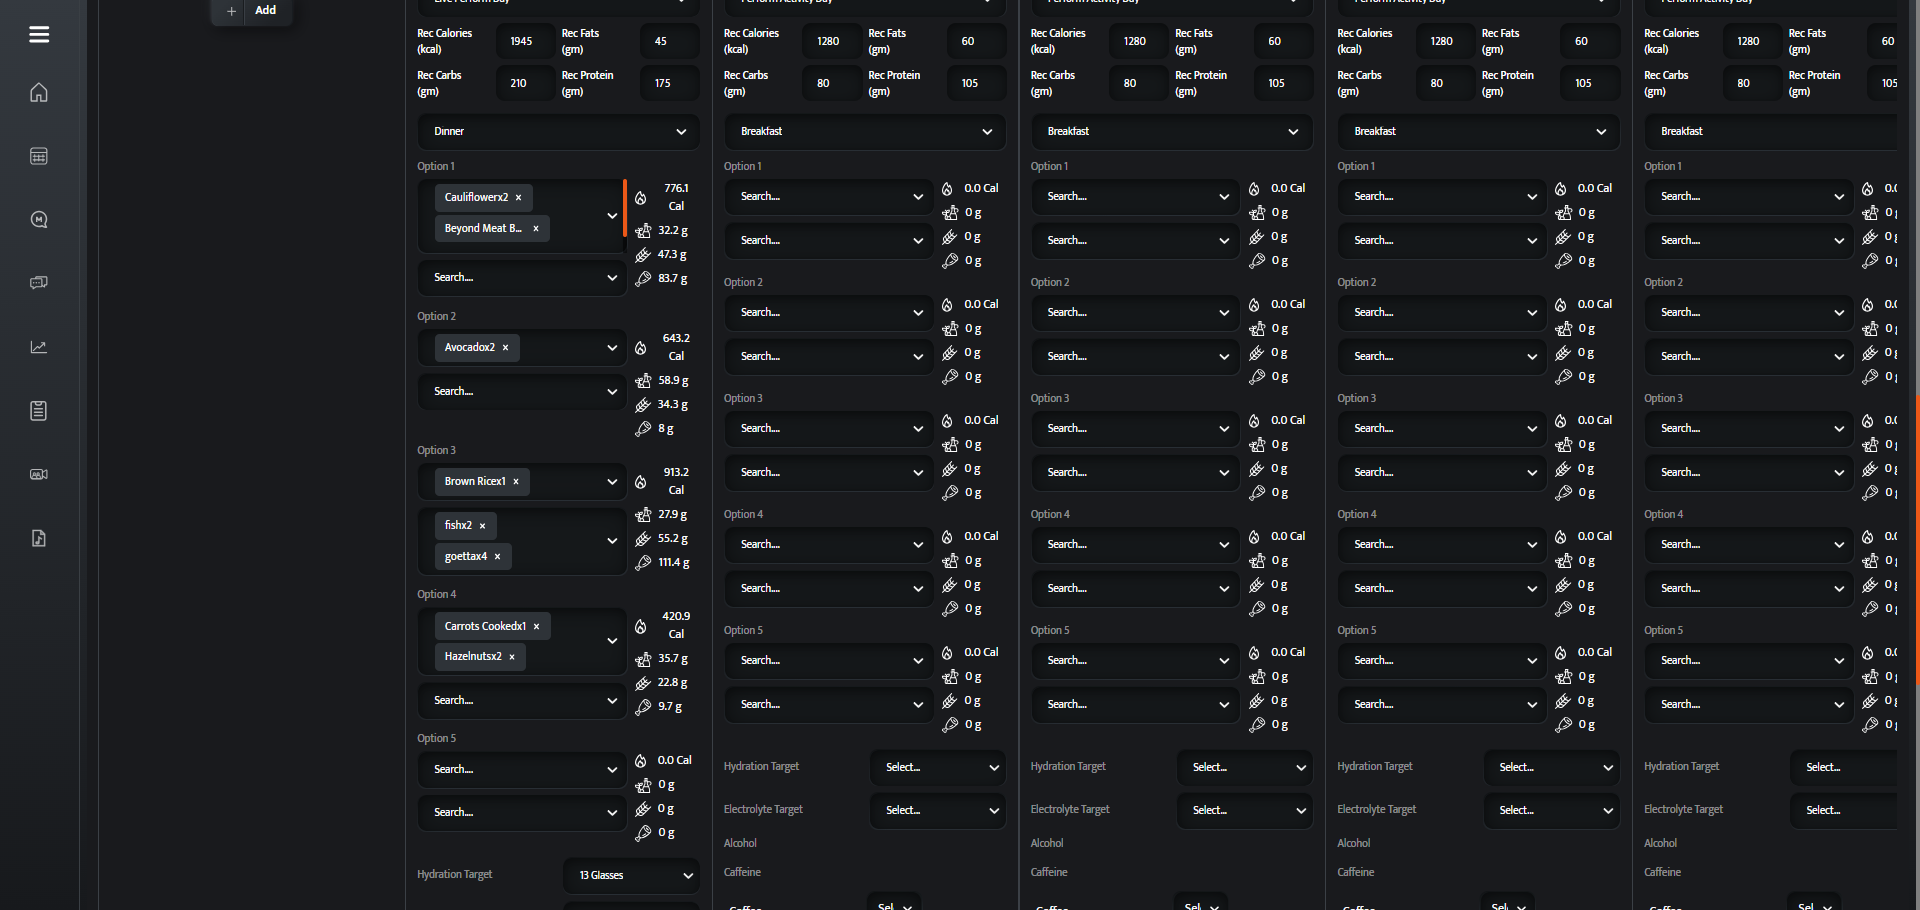 Add
Rec Calories (kcal)
1945
Rec Fats (gm)
45
Rec Carbs (gm)
210
Rec Protein (gm)
175
Dinner
Option 1
Cauliflowerx2 ×
Beyond Meat B... ×
Search....
776.1 Cal
32.2 g
47.3 g
83.7 g
Option 2
Avocadox2 ×
Search....
643.2 Cal
58.9 g
34.3 g
8 g
Option 3
Brown Ricex1 ×
fishx2 ×
goettax4 ×
913.2 Cal
27.9 g
55.2 g
111.4 g
Option 4
Carrots Cookedx1 ×
Hazelnutsx2 ×
Search....
420.9 Cal
35.7 g
22.8 g
9.7 g
Option 5
Search....
Search....
0.0 Cal
0 g
0 g
0 g
Hydration Target
13 Glasses
Rec Calories (kcal)
1280
Rec Fats (gm)
60
Rec Carbs (gm)
80
Rec Protein (gm)
105
Breakfast
Option 1
Search....
Search....
0.0 Cal
0 g
0 g
0 g
Option 2
Search....
Search....
0.0 Cal
0 g
0 g
0 g
Option 3
Search....
Search....
0.0 Cal
0 g
0 g
0 g
Option 4
Search....
Search....
0.0 Cal
0 g
0 g
0 g
Option 5
Search....
Search....
0.0 Cal
0 g
0 g
0 g
Hydration Target
Select...
Electrolyte Target
Select...
Alcohol
Caffeine
Rec Calories (kcal)
1280
Rec Fats (gm)
60
Rec Carbs (gm)
80
Rec Protein (gm)
105
Breakfast
Option 1
Search....
Search....
0.0 Cal
0 g
0 g
0 g
Option 2
Search....
Search....
0.0 Cal
0 g
0 g
0 g
Option 3
Search....
Search....
0.0 Cal
0 g
0 g
0 g
Option 4
Search....
Search....
0.0 Cal
0 g
0 g
0 g
Option 5
Search....
Search....
0.0 Cal
0 g
0 g
0 g
Hydration Target
Select...
Electrolyte Target
Select...
Alcohol
Caffeine
Rec Calories (kcal)
1280
Rec Fats (gm)
60
Rec Carbs (gm)
80
Rec Protein (gm)
105
Breakfast
Option 1
Search....
Search....
0.0 Cal
0 g
0 g
0 g
Option 2
Search....
Search....
0.0 Cal
0 g
0 g
0 g
Option 3
Search....
Search....
0.0 Cal
0 g
0 g
0 g
Option 4
Search....
Search....
0.0 Cal
0 g
0 g
0 g
Option 5
Search....
Search....
0.0 Cal
0 g
0 g
0 g
Hydration Target
Select...
Electrolyte Target
Select...
Alcohol
Caffeine
Rec Calories (kcal)
1280
Rec Fats (gm)
60
Rec Carbs (gm)
80
Rec Protein (gm)
105
Breakfast
Option 1
Search....
Search....
Option 2
Search....
Search....
Option 3
Search....
Search....
Option 4
Search....
Search....
Option 5
Search....
Search....
Hydration Target
Select...
Electrolyte Target
Select...
Alcohol
Caffeine